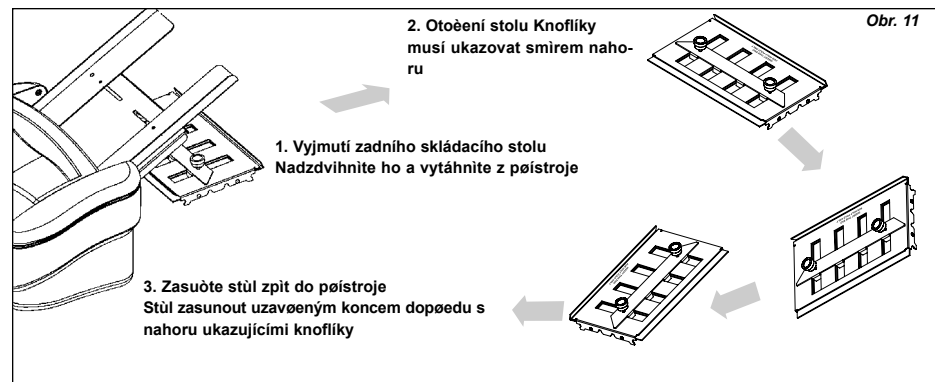 Obr. 11
2. Otoèení stolu Knoflíky
musí ukazovat smìrem naho-
ru
1. Vyjmutí zadního skládacího stolu
Nadzdvihnìte ho a vytáhnìte z pøístroje
3. Zasuòte stùl zpìt do pøístroje
Stùl zasunout uzavøeným koncem dopøedu s
nahoru ukazujícími knoflíky